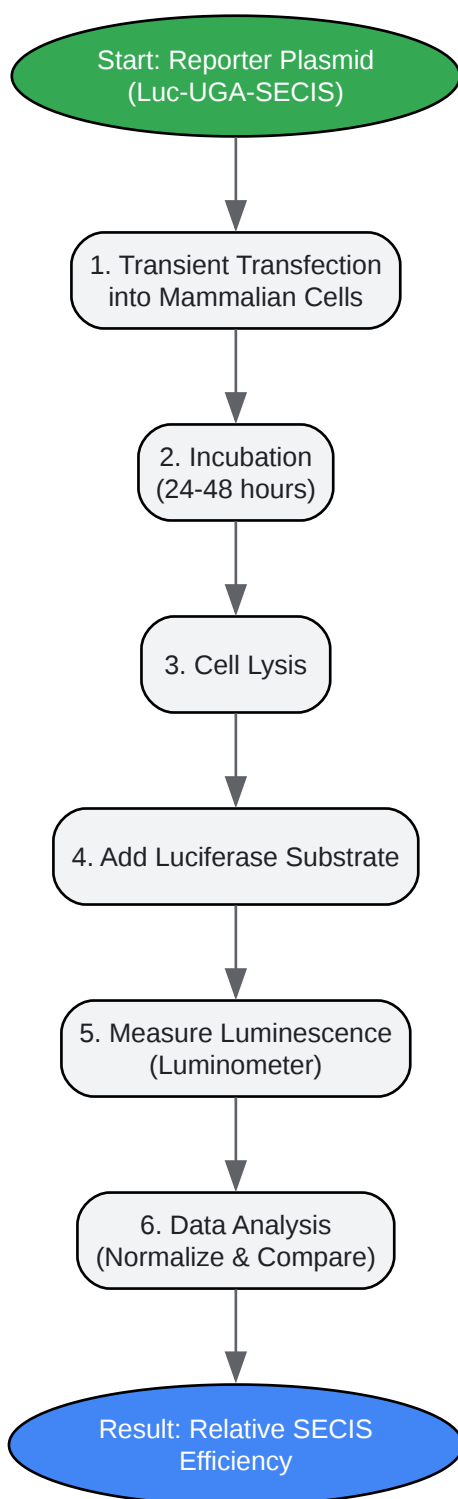 Start: Reporter Plasmid
(Luc-UGA-SECIS)
1. Transient Transfection
into Mammalian Cells
2. Incubation
(24-48 hours)
3. Cell Lysis
4. Add Luciferase Substrate
5. Measure Luminescence
(Luminometer)
6. Data Analysis
(Normalize & Compare)
Result: Relative SECIS
Efficiency